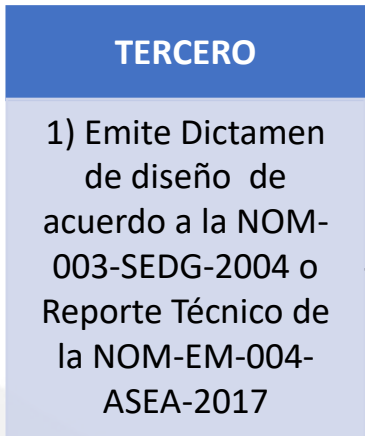 TERCERO
1) Emite Dictamen
de diseño de
acuerdo a la NOM-
003-SEDG-2004 o
Reporte Técnico de
la NOM-EM-004-
ASEA-2017